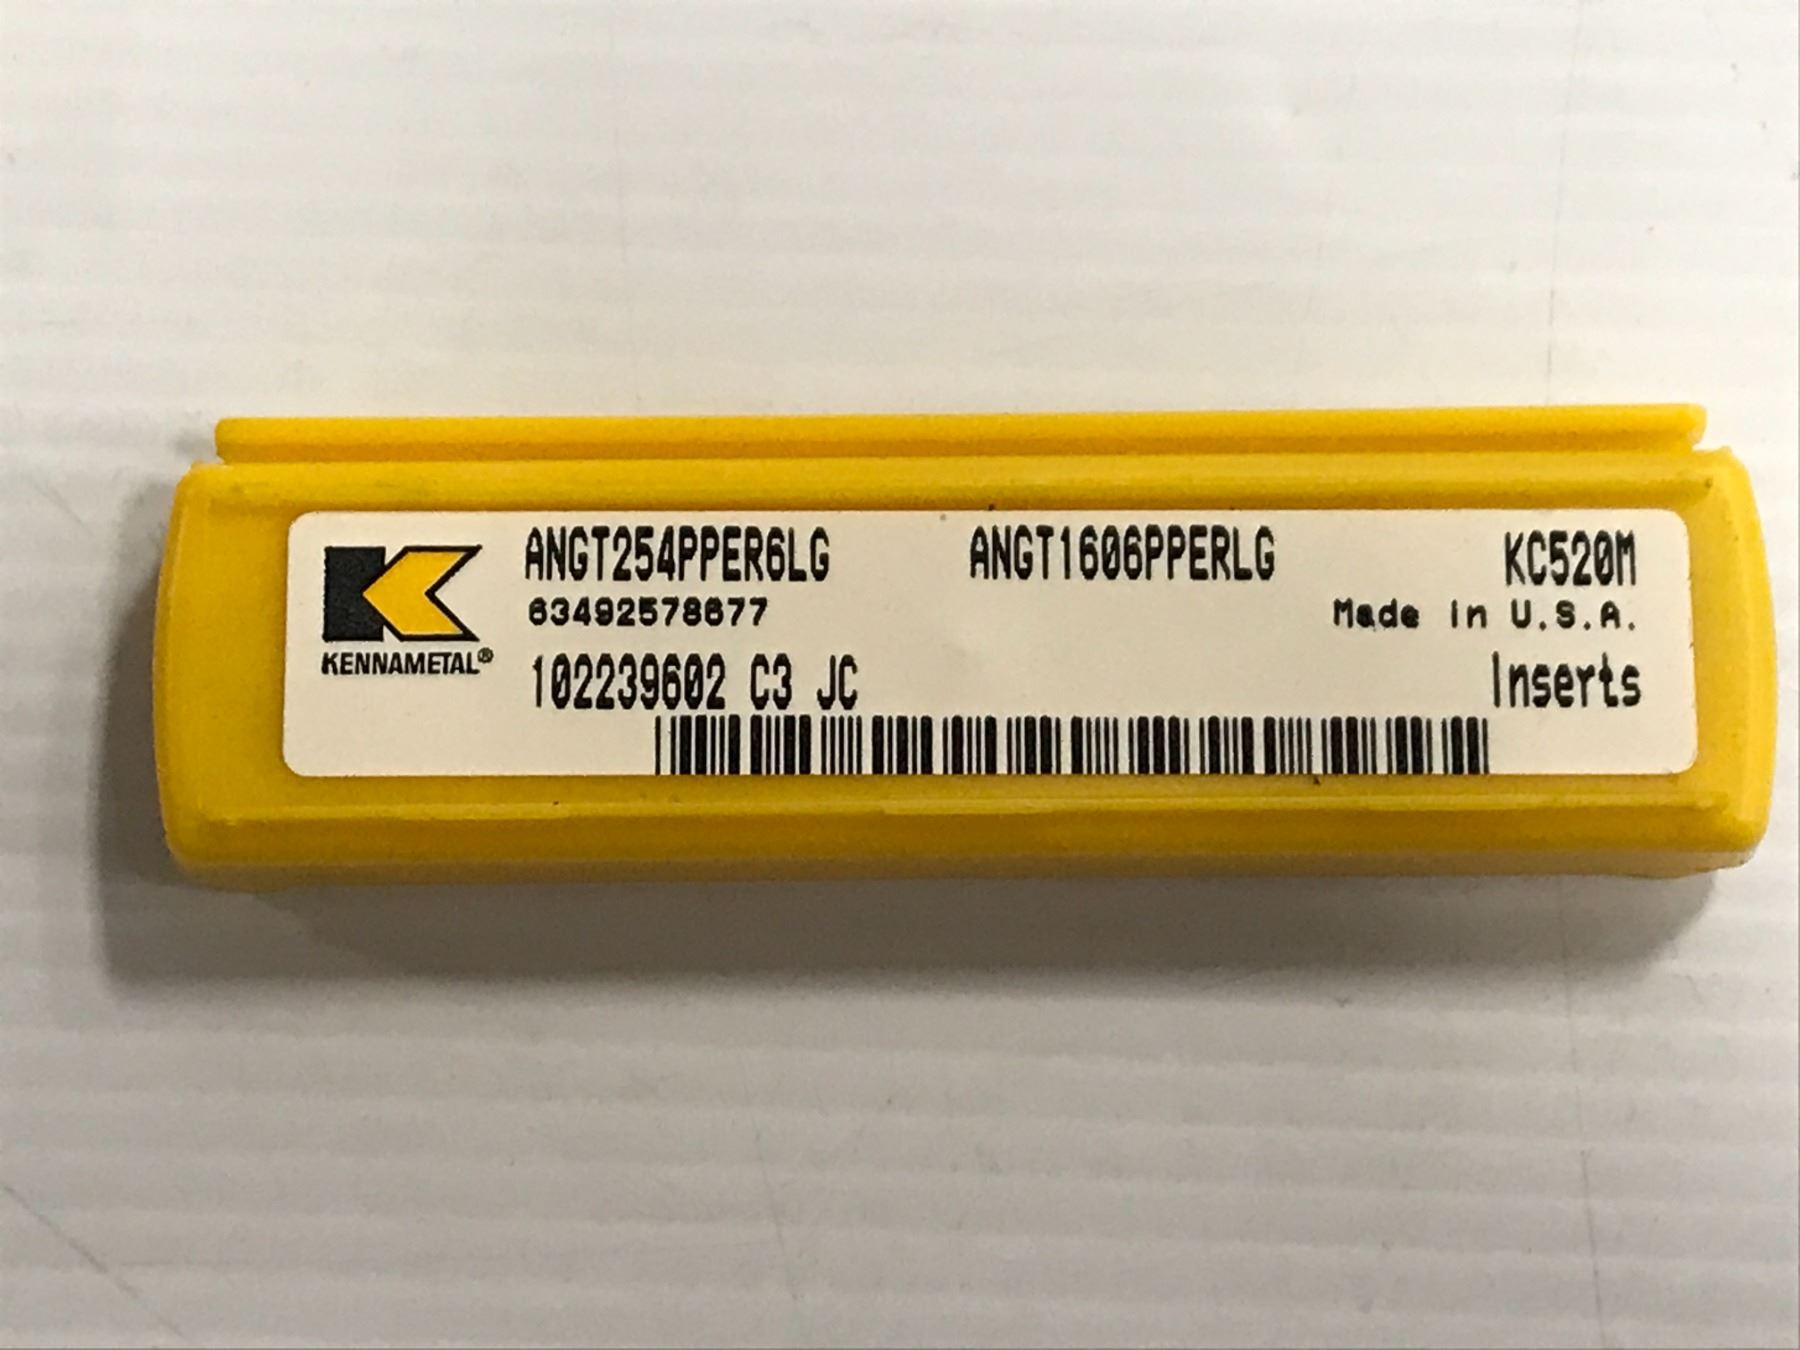 ANGT254PPER6LG ANGT1606PPERLG KC520M
63492578677 Made in U.S.A.
KENNAMETAL®
102239602 C3 JC Inserts